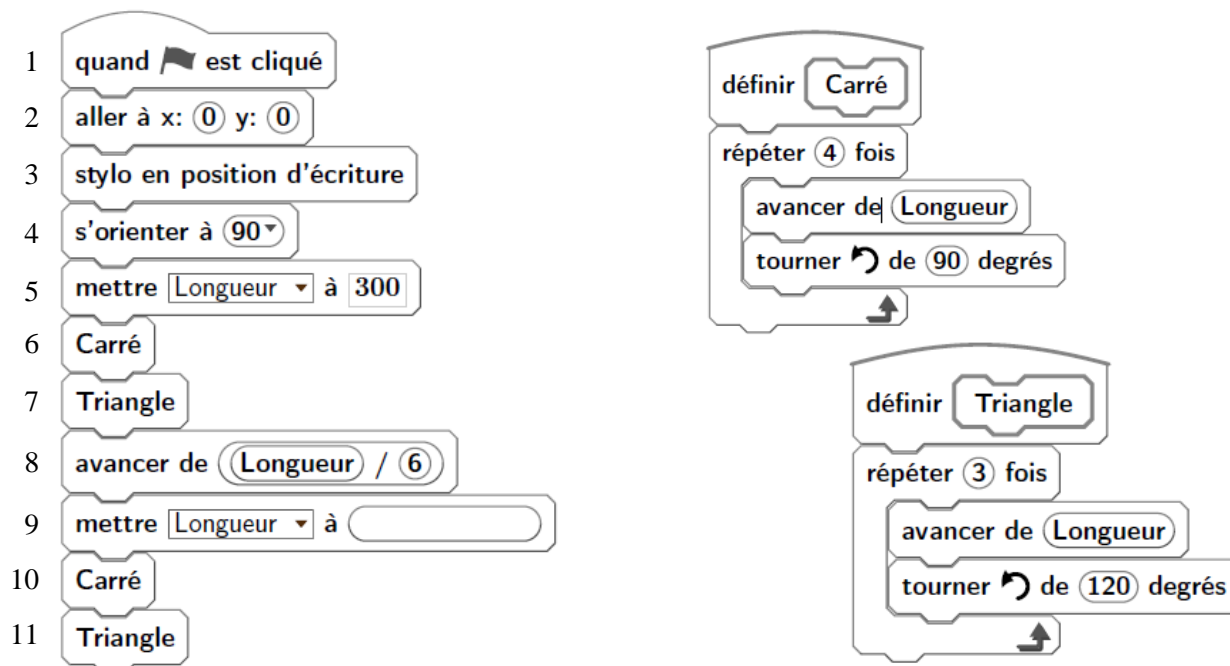 1 quand est cliqué
2 aller à x: 0 y: 0
3 stylo en position d'écriture
4 s'orienter à 90
5 mettre Longueur à 300
6 Carré
7 Triangle
8 avancer de Longueur / 6
9 mettre Longueur à
10 Carré
11 Triangle
définir Carré
répéter 4 fois
avancer de Longueur
tourner de 90 degrés
définir Triangle
répéter 3 fois
avancer de Longueur
tourner de 120 degrés